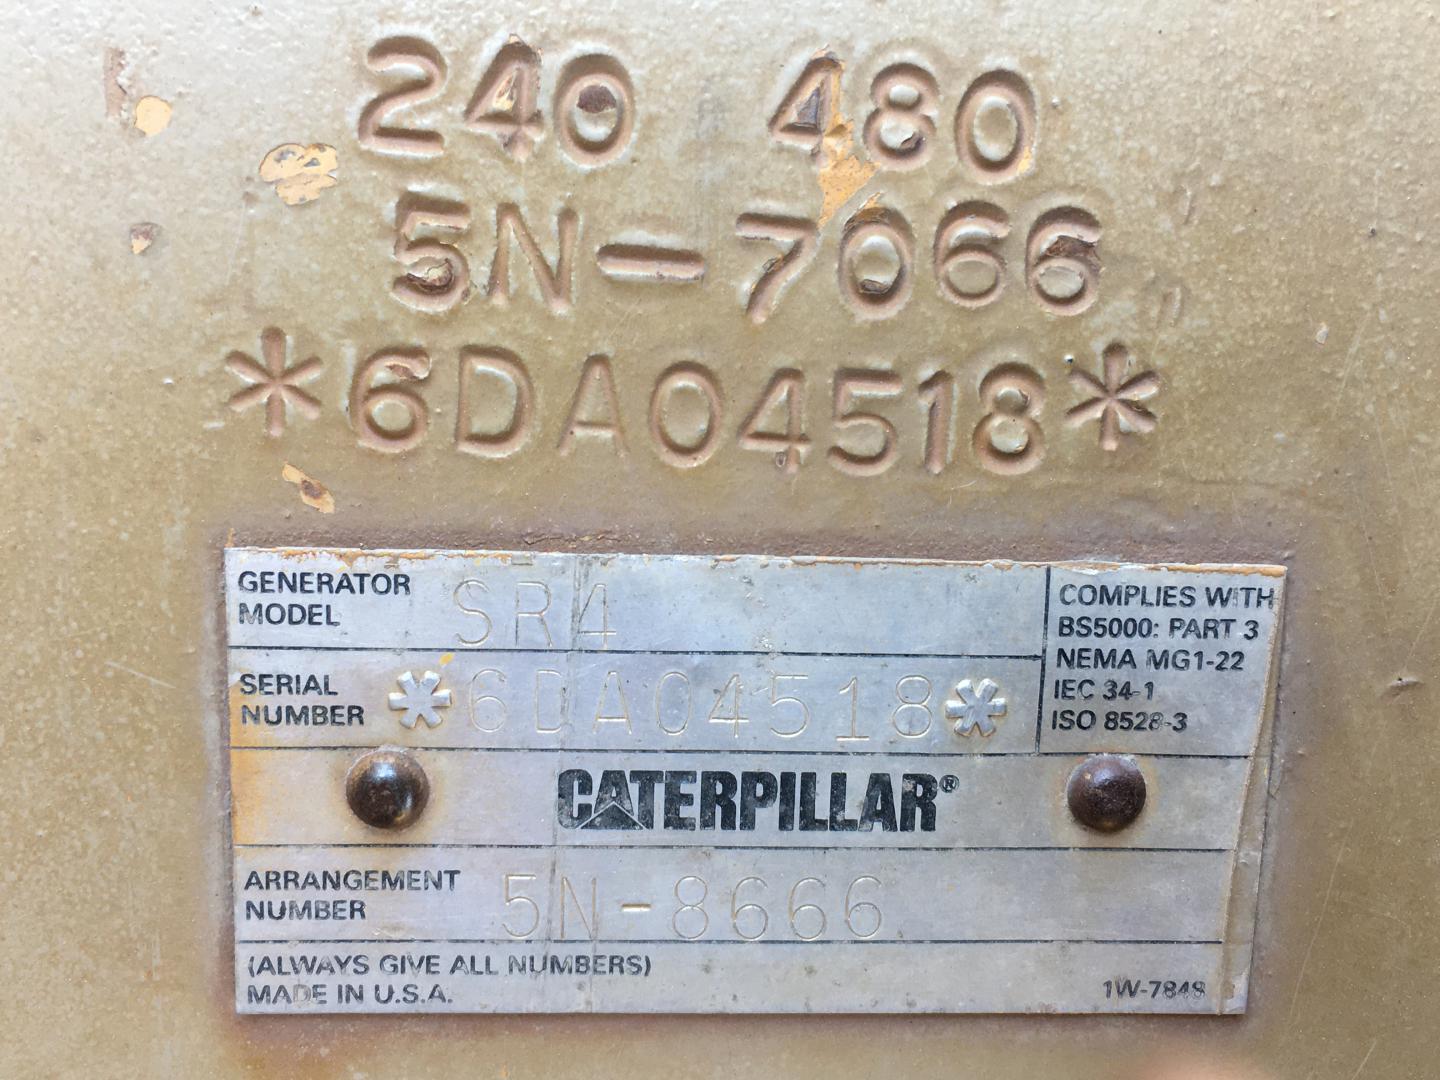 240 480
5N-7066
*6DA04518*
GENERATOR MODEL SR4
SERIAL NUMBER *6DA04518*
COMPLIES WITH
BS5000: PART 3
NEMA MG1-22
IEC 34-1
ISO 8528-3
CATERPILLAR®
ARRANGEMENT NUMBER 5N-8666
(ALWAYS GIVE ALL NUMBERS)
MADE IN U.S.A.
1W-7848